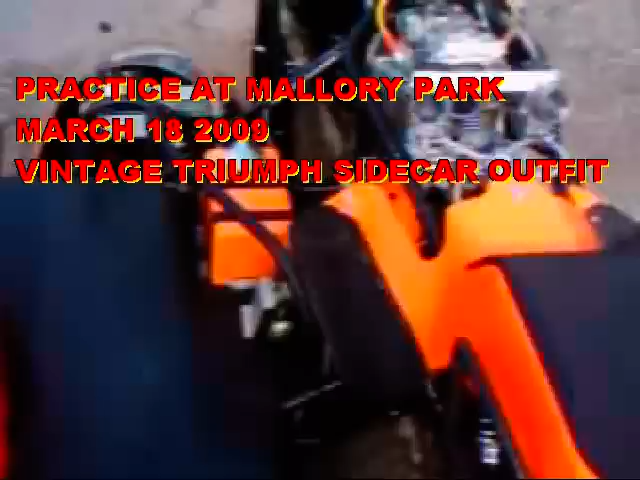 PRACTICE AT MALLORY PARK
MARCH 18 2009
VINTAGE TRIUMPH SIDECAR OUTFIT